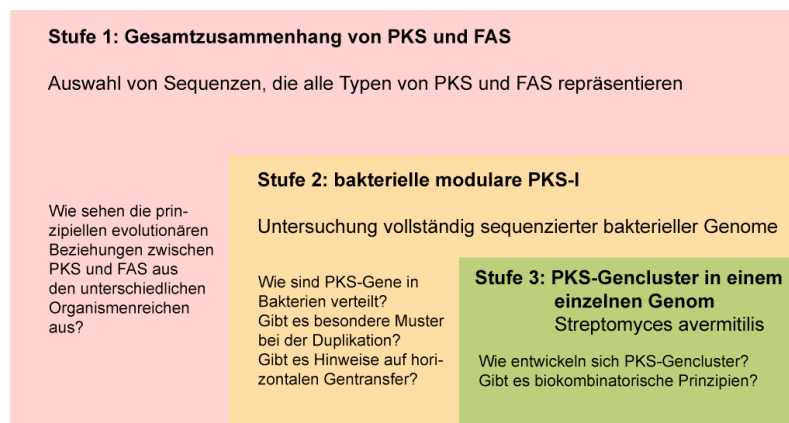 Stufe 1: Gesamtzusammenhang von PKS und FAS
Auswahl von Sequenzen, die alle Typen von PKS und FAS repräsentieren
Wie sehen die prin-
zipiellen evolutionären
Beziehungen zwischen
PKS und FAS aus
den unterschiedlichen
Organismenreichen
aus?
Stufe 2: bakterielle modulare PKS-I
Untersuchung vollständig sequenzierter bakterieller Genome
Wie sind PKS-Gene in
Bakterien verteilt?
Gibt es besondere Muster
bei der Duplikation?
Gibt es Hinweise auf hori-
zontalen Gentransfer?
Stufe 3: PKS-Gencluster in einem
einzelnen Genom
Streptomyces avermitilis
Wie entwickeln sich PKS-Gencluster?
Gibt es biokombinatorische Prinzipien?